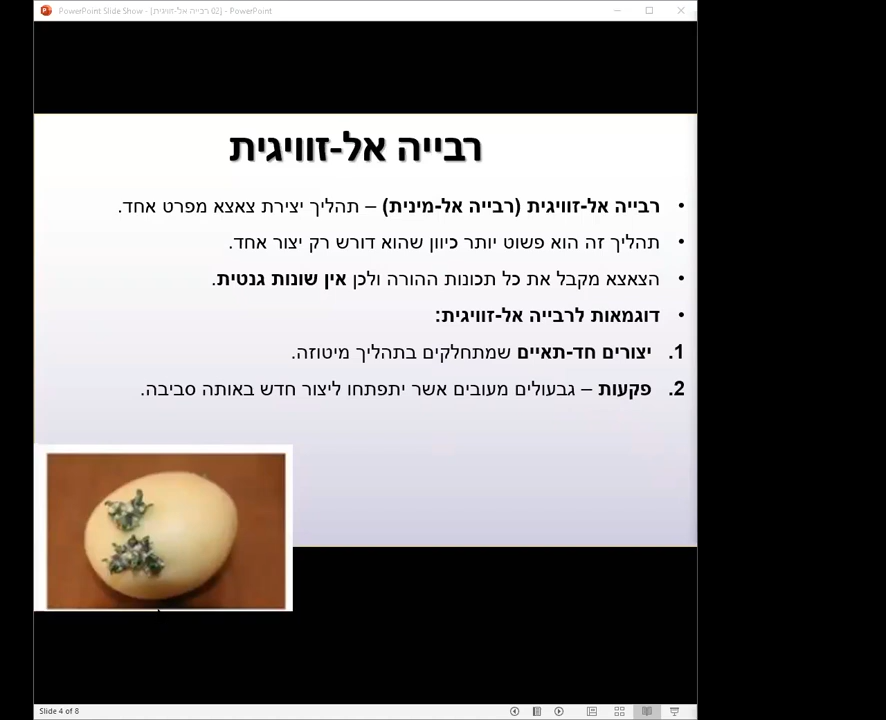 PowerPoint Slide Show - [02 רבייה אל-זוויגית] - PowerPoint
רבייה אל-זוויגית
• רבייה אל-זוויגית (רבייה אל-מינית) – תהליך יצירת צאצא מפרט אחד.
• תהליך זה הוא פשוט יותר כיוון שהוא דורש רק יצור אחד.
• הצאצא מקבל את כל תכונות ההורה ולכן אין שונות גנטית.
• דוגמאות לרבייה אל-זוויגית:
1. יצורים חד-תאיים שמתחלקים בתהליך מיטוזה.
2. פקעות – גבעולים מעובים אשר יתפתחו ליצור חדש באותה סביבה.
Slide 4 of 8